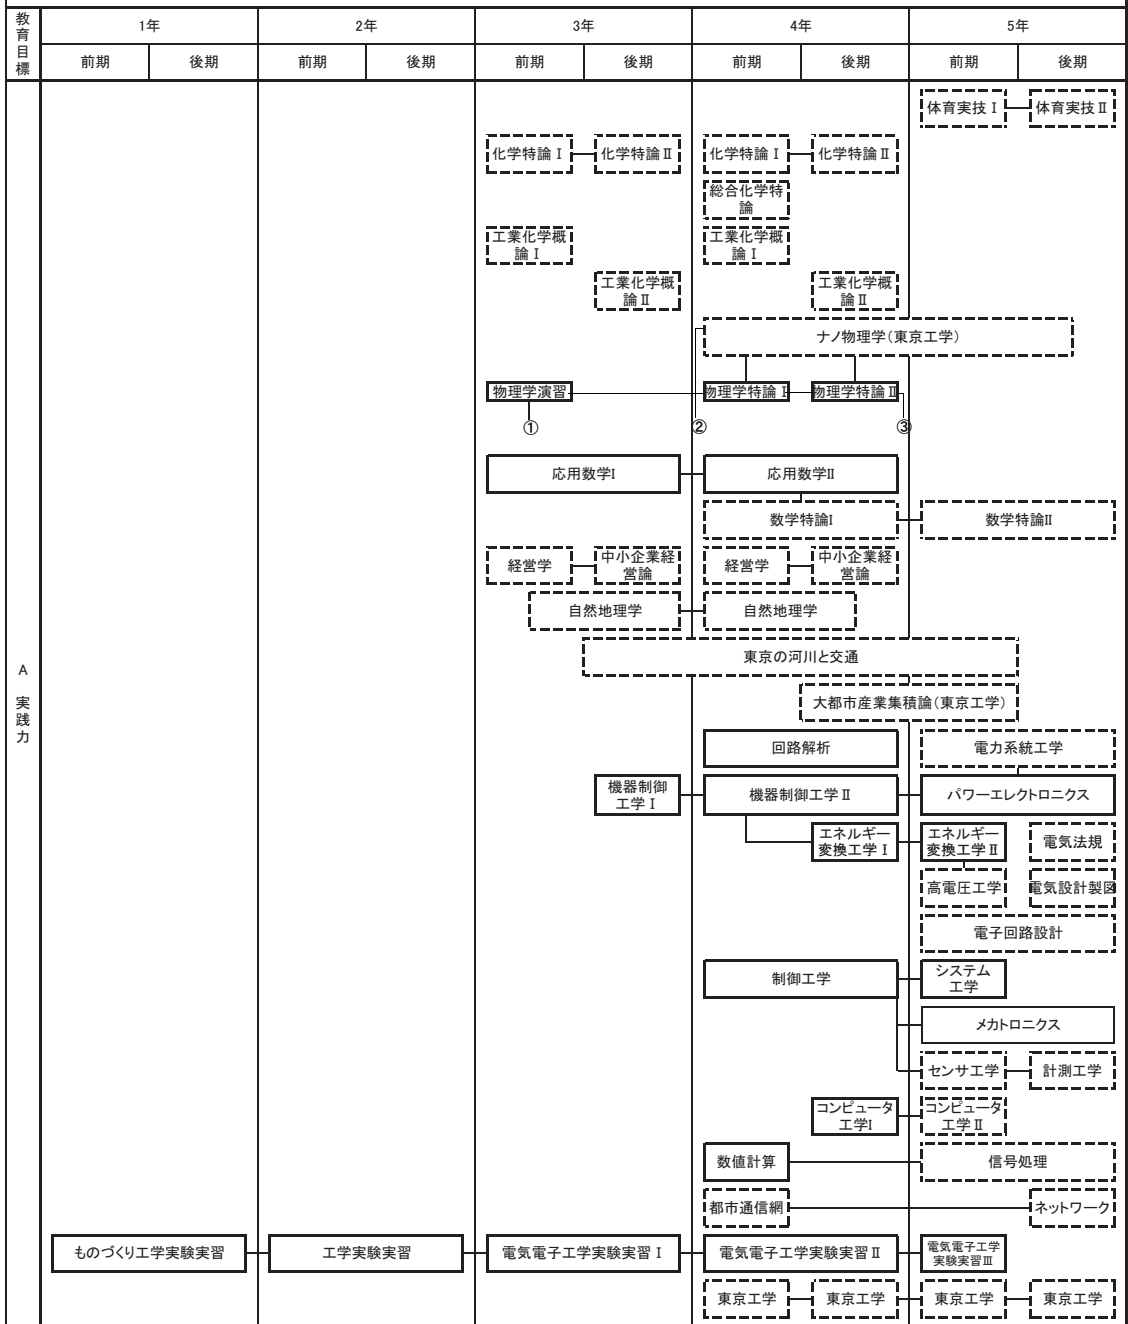 教育目標
1年
2年
3年
4年
5年
前期
後期
前期
後期
前期
後期
前期
後期
前期
後期
体育実技Ⅰ
体育実技Ⅱ
化学特論Ⅰ
化学特論Ⅱ
化学特論Ⅰ
化学特論Ⅱ
総合化学特
論
工業化学概
論Ⅰ
工業化学概
論Ⅰ
工業化学概
論Ⅱ
工業化学概
論Ⅱ
ナノ物理学(東京工学)
物理学演習
物理学特論Ⅰ
物理学特論Ⅱ
①
②
③
応用数学I
応用数学II
数学特論I
数学特論II
経営学
中小企業経
営論
経営学
中小企業経
営論
自然地理学
自然地理学
東京の河川と交通
A 実践力
大都市産業集積論(東京工学)
回路解析
電力系統工学
機器制御
工学Ⅰ
機器制御工学Ⅱ
パワーエレクトロニクス
エネルギー
変換工学Ⅰ
エネルギー
変換工学Ⅱ
電気法規
高電圧工学
電気設計製図
電子回路設計
制御工学
システム
工学
メカトロニクス
センサ工学
計測工学
コンピュータ
工学I
コンピュータ
工学Ⅱ
数値計算
信号処理
都市通信網
ネットワーク
ものづくり工学実験実習
工学実験実習
電気電子工学実験実習Ⅰ
電気電子工学実験実習Ⅱ
電気電子工学
実験実習Ⅲ
東京工学
東京工学
東京工学
東京工学